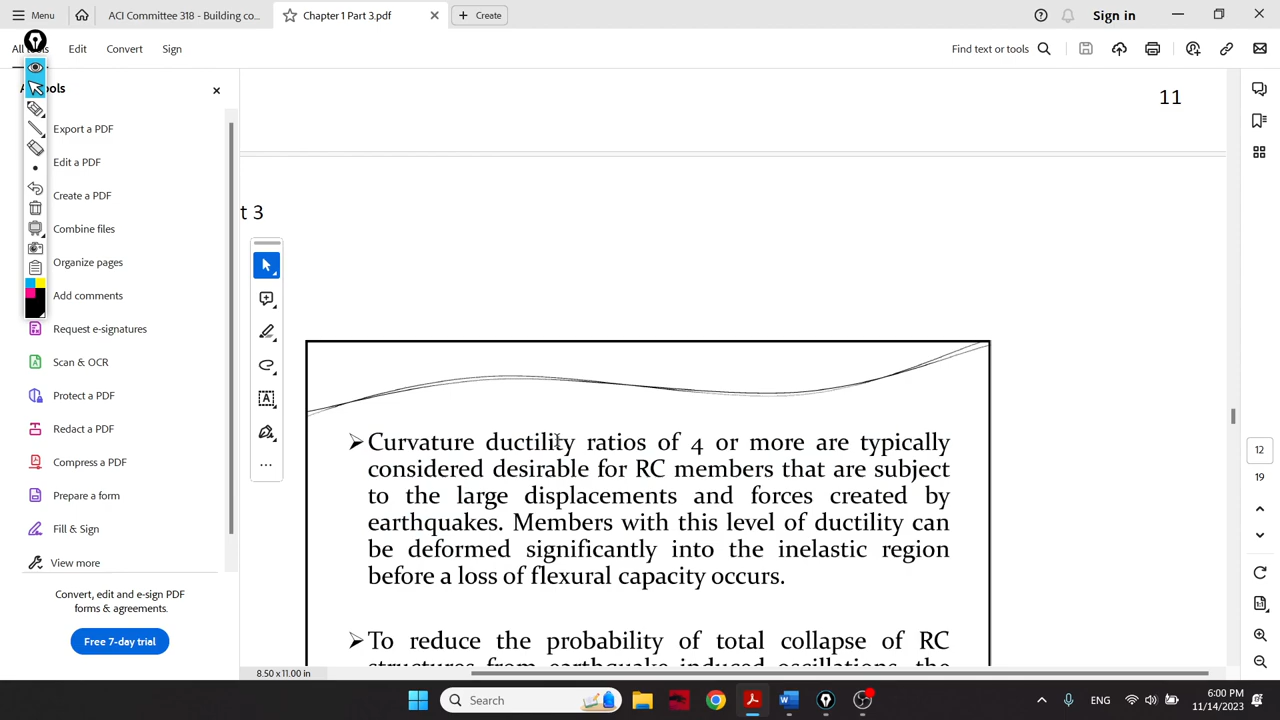 Menu
ACI Committee 318 - Building co...
Chapter 1 Part 3.pdf
Create
Sign in
All tools
Edit
Convert
Sign
Find text or tools
ools
Export a PDF
Edit a PDF
Create a PDF
Combine files
Organize pages
Add comments
Request e-signatures
Scan & OCR
Protect a PDF
Redact a PDF
Compress a PDF
Prepare a form
Fill & Sign
View more
Convert, edit and e-sign PDF
forms & agreements.
Free 7-day trial
11
t 3
Curvature ductility ratios of 4 or more are typically
considered desirable for RC members that are subject
to the large displacements and forces created by
earthquakes. Members with this level of ductility can
be deformed significantly into the inelastic region
before a loss of flexural capacity occurs.
To reduce the probability of total collapse of RC
structures from earthquake induced oscillations, the
12
19
8.50 x 11.00 in
Search
ENG
6:00 PM
11/14/2023